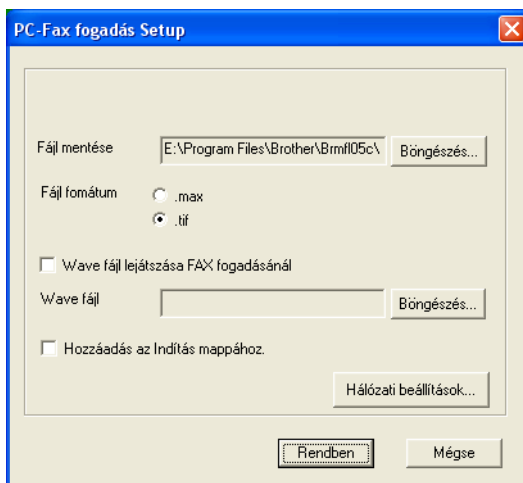 PC-Fax fogadás Setup
Fájl mentése E:\Program Files\Brother\Brmfl05c\ Böngészés...
Fájl fomátum .max
.tif
Wave fájl lejátszása FAX fogadásánál
Wave fájl Böngészés...
Hozzáadás az Indítás mappához.
Hálózati beállítások...
Rendben Mégse